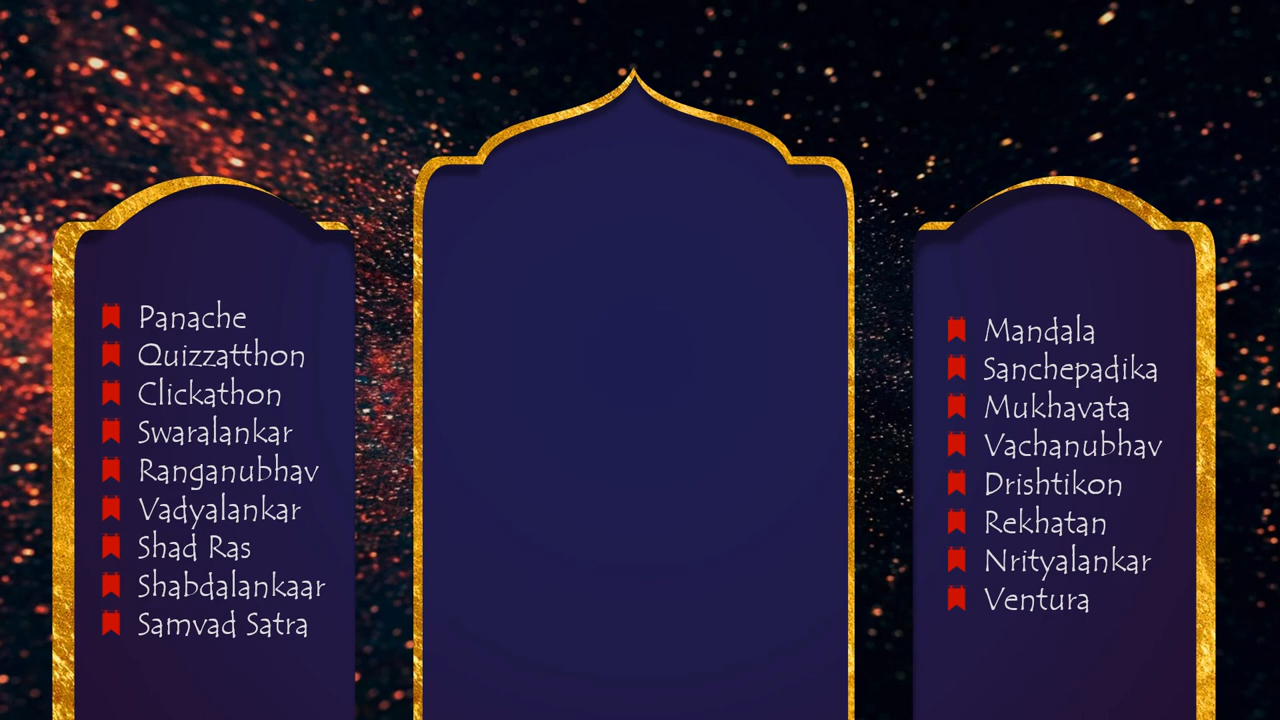 Panache
Quizzatthon
Clickathon
Swaralankar
Ranganubhav
Vadyalankar
Shad Ras
Shabdalankaar
Samvad Satra
Mandala
Sanchepadika
Mukhavata
Vachanubhav
Drishtikon
Rekhatan
Nrityalankar
Ventura